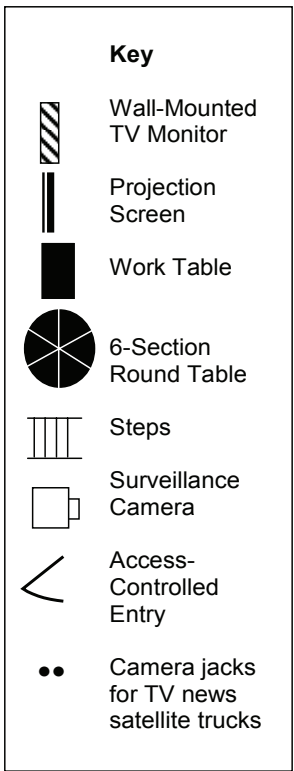 Key
Wall-Mounted
TV Monitor
Projection
Screen
Work Table
6-Section
Round Table
Steps
Surveillance
Camera
Access-
Controlled
Entry
Camera jacks
for TV news
satellite trucks